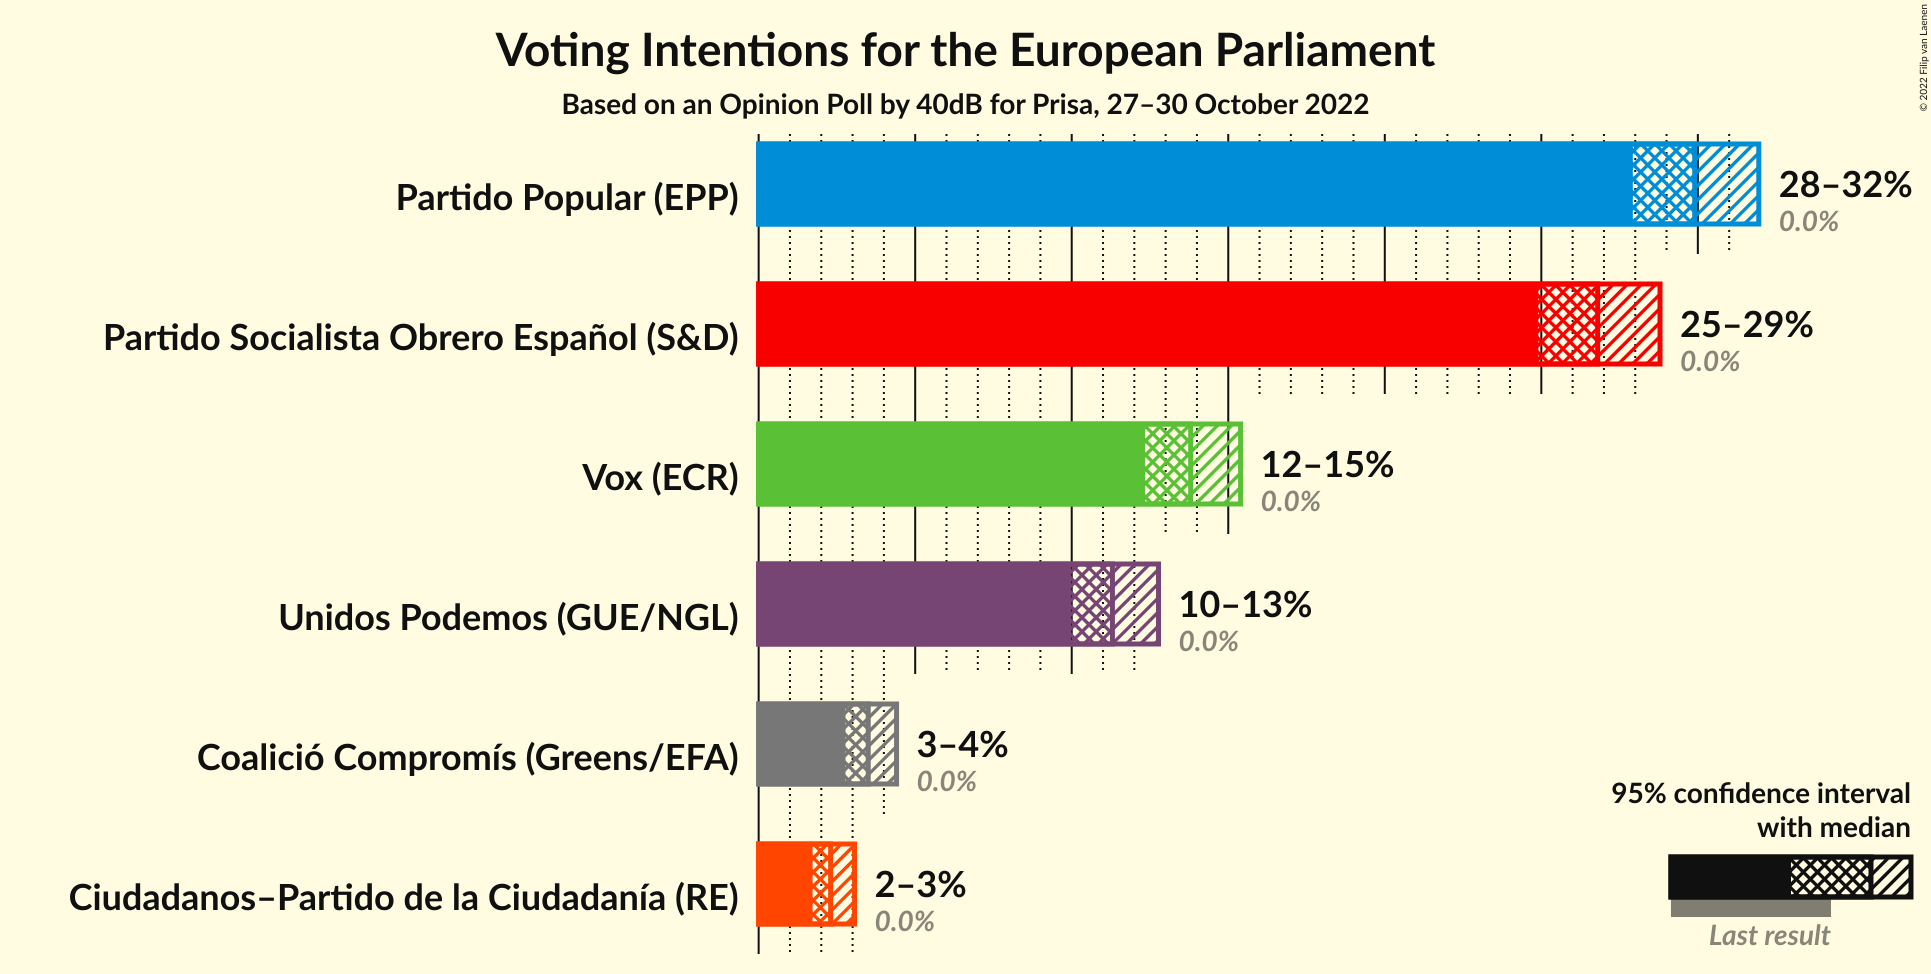 Voting Intentions for the European Parliament
Based on an Opinion Poll by 40dB for Prisa, 27–30 October 2022
© 2022 Filip van Laenen
Partido Popular (EPP)
28–32%
0.0%
Partido Socialista Obrero Español (S&D)
25–29%
0.0%
Vox (ECR)
12–15%
0.0%
Unidos Podemos (GUE/NGL)
10–13%
0.0%
Coalició Compromís (Greens/EFA)
3–4%
0.0%
Ciudadanos–Partido de la Ciudadanía (RE)
2–3%
0.0%
95% confidence interval
with median
Last result